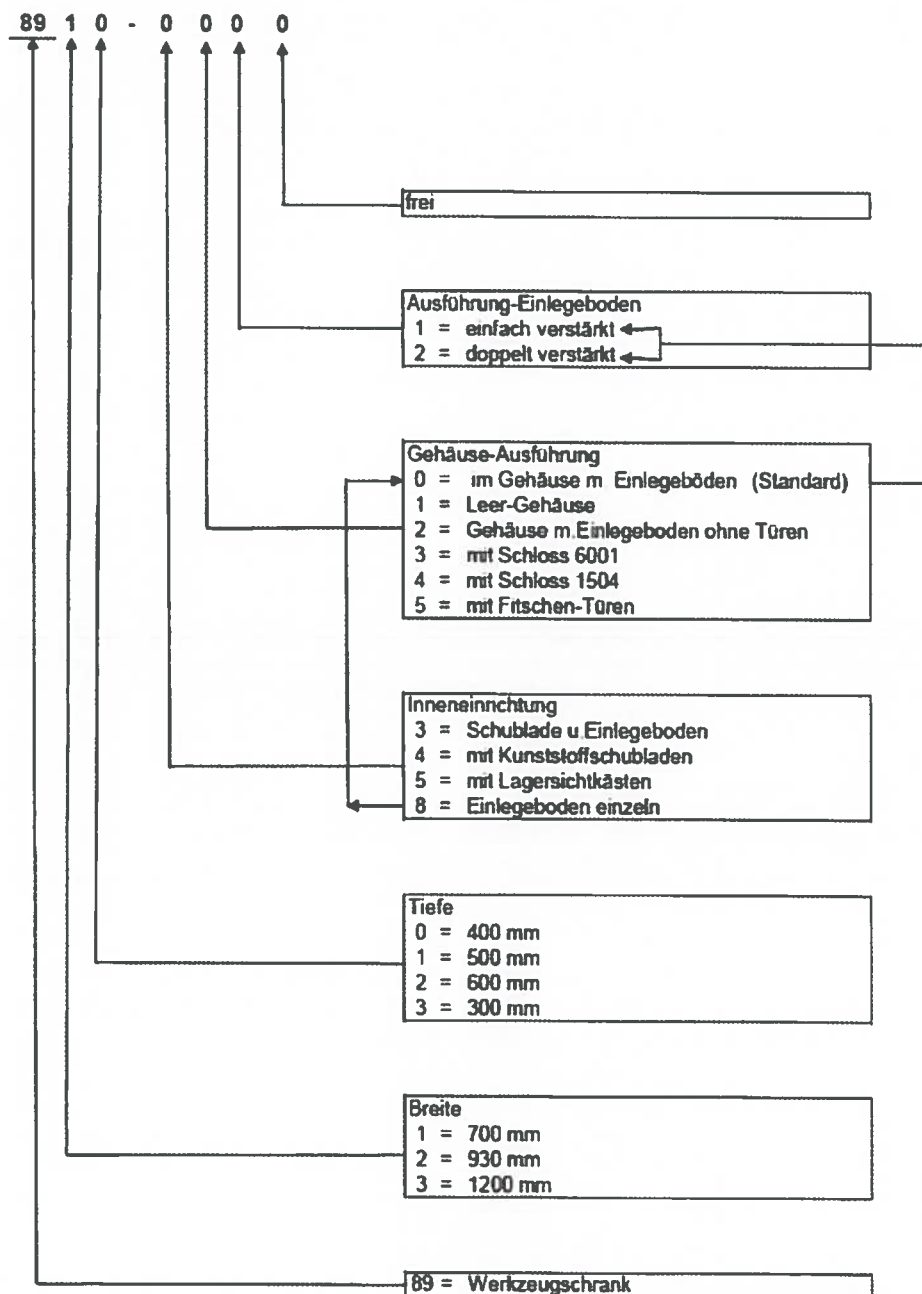 89 1 0 - 0 0 0 0
frei
Ausführung-Einlegeboden
1 = einfach verstärkt
2 = doppelt verstärkt
Gehäuse-Ausführung
0 = im Gehäuse m Einlegeböden (Standard)
1 = Leer-Gehäuse
2 = Gehäuse m.Einlegeboden ohne Türen
3 = mit Schloss 6001
4 = mit Schloss 1504
5 = mit Fitschen-Türen
Inneneinrichtung
3 = Schublade u.Einlegeboden
4 = mit Kunststoffschubladen
5 = mit Lagersichtkästen
8 = Einlegeboden einzeln
Tiefe
0 = 400 mm
1 = 500 mm
2 = 600 mm
3 = 300 mm
Breite
1 = 700 mm
2 = 930 mm
3 = 1200 mm
89 = Werkzeugschrank